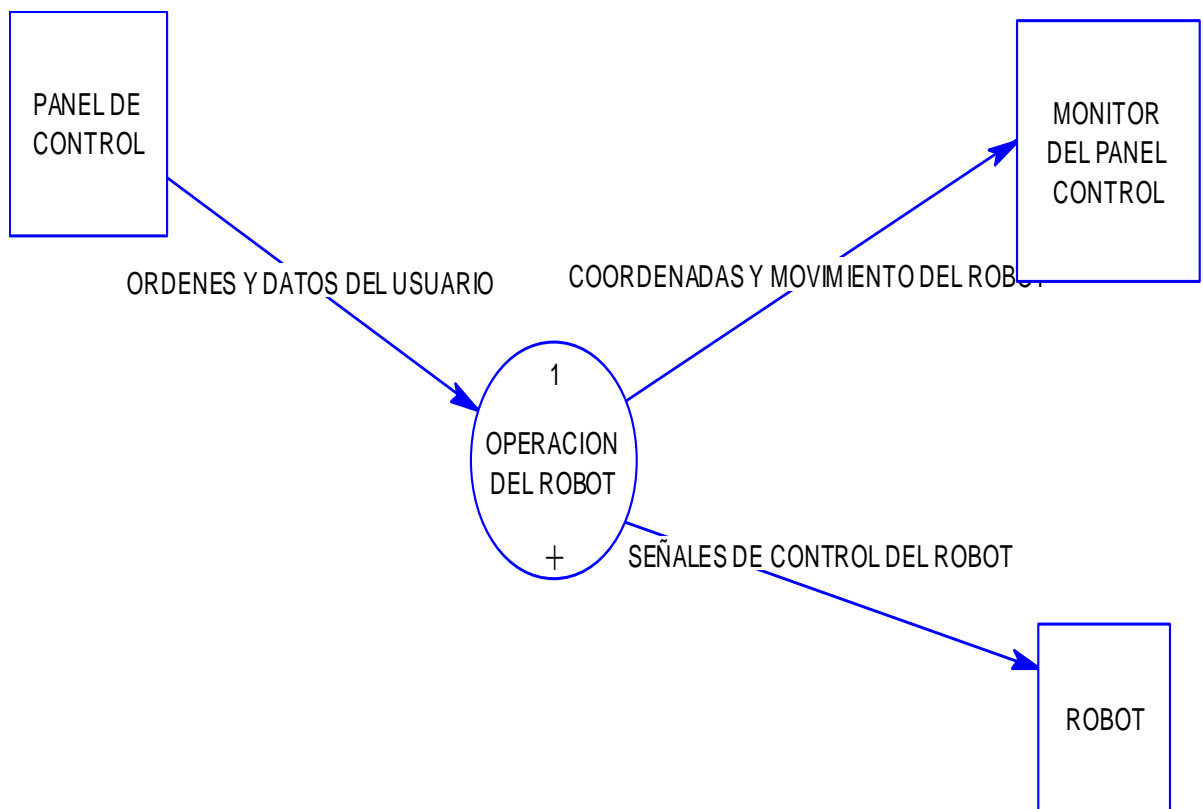 PANEL DE
CONTROL
MONITOR
DEL PANEL
CONTROL
ORDENES Y DATOS DEL USUARIO
COORDENADAS Y MOVIMIENTO DEL ROBOT
1
OPERACION
DEL ROBOT
+
SEÑALES DE CONTROL DEL ROBOT
ROBOT